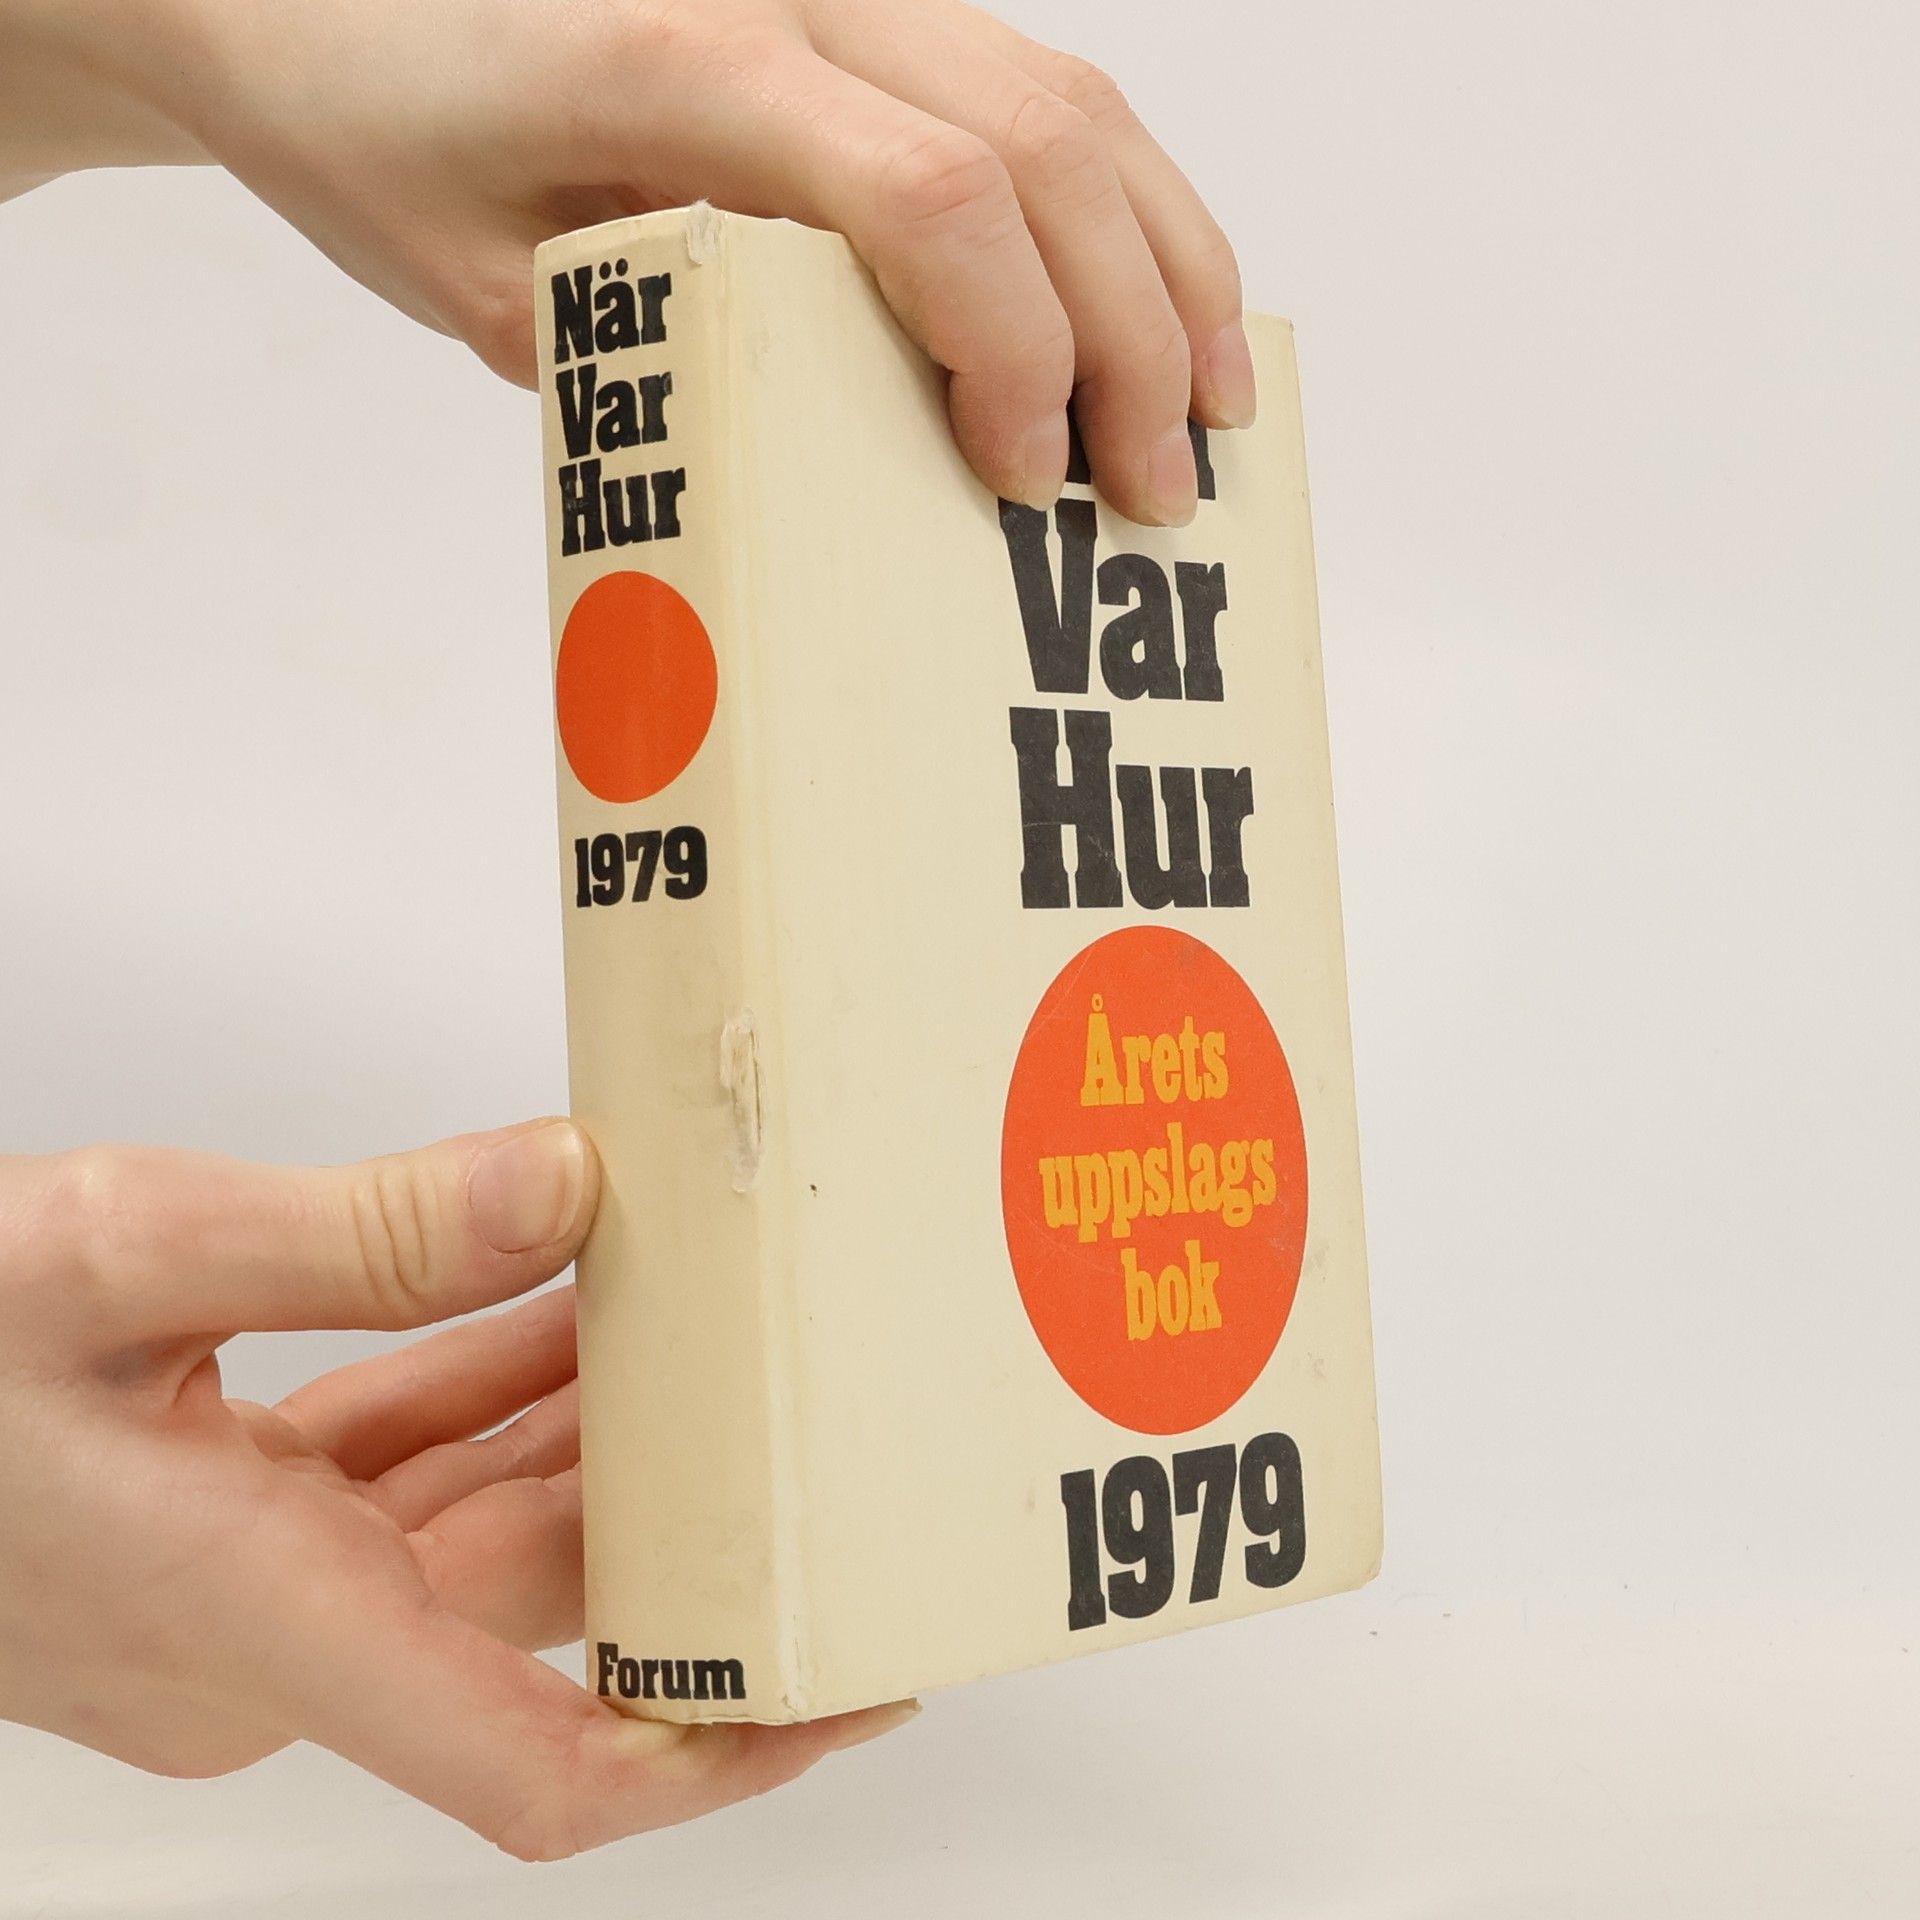 När
Var
Hur
1979
Forum
Var
Hur
Årets
uppslags
bok
1979